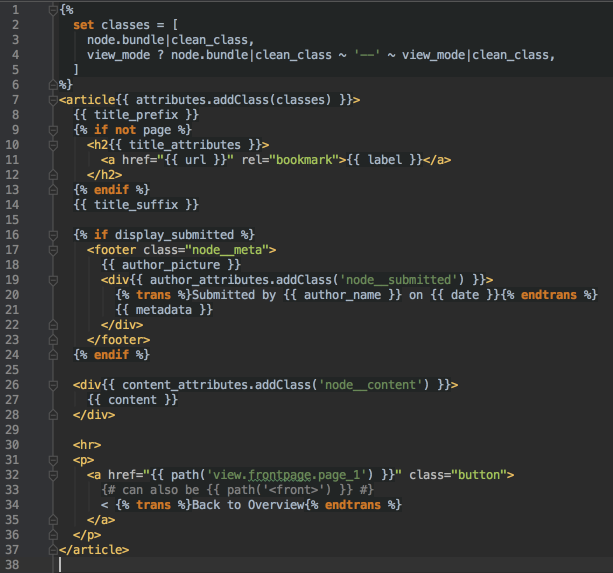 1 {%
2   set classes = [
3     node.bundle|clean_class,
4     view_mode ? node.bundle|clean_class ~ '--' ~ view_mode|clean_class,
5   ]
6 %}
7 <article{{ attributes.addClass(classes) }}>
8   {{ title_prefix }}
9   {% if not page %}
10     <h2{{ title_attributes }}>
11       <a href="{{ url }}" rel="bookmark">{{ label }}</a>
12     </h2>
13   {% endif %}
14   {{ title_suffix }}
15
16   {% if display_submitted %}
17     <footer class="node__meta">
18       {{ author_picture }}
19       <div{{ author_attributes.addClass('node__submitted') }}>
20         {% trans %}Submitted by {{ author_name }} on {{ date }}{% endtrans %}
21         {{ metadata }}
22       </div>
23     </footer>
24   {% endif %}
25
26   <div{{ content_attributes.addClass('node__content') }}>
27     {{ content }}
28   </div>
29
30   <hr>
31   <p>
32     <a href="{{ path('view.frontpage.page_1') }}" class="button">
33       {# can also be {{ path('<front>') }} #}
34       < {% trans %}Back to Overview{% endtrans %}
35     </a>
36   </p>
37 </article>
38